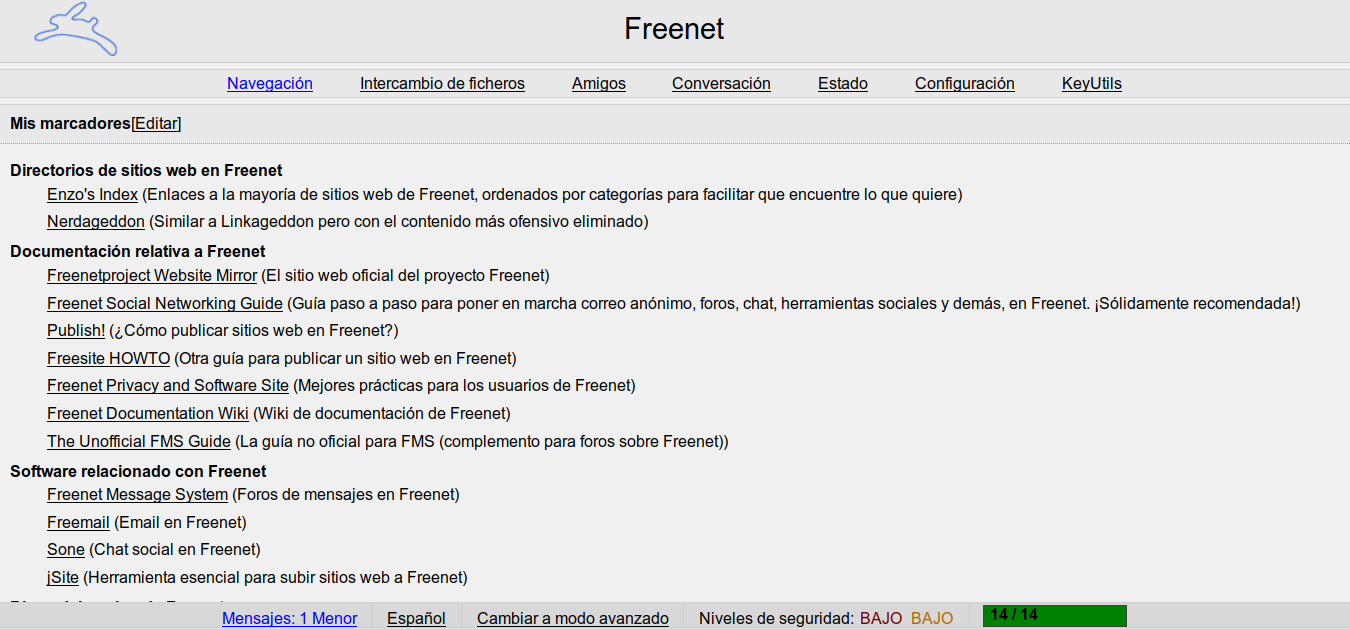 Freenet
Navegación Intercambio de ficheros Amigos Conversación Estado Configuración KeyUtils
Mis marcadores[Editar]
Directorios de sitios web en Freenet
Enzo's Index (Enlaces a la mayoría de sitios web de Freenet, ordenados por categorías para facilitar que encuentre lo que quiere)
Nerdageddon (Similar a Linkageddon pero con el contenido más ofensivo eliminado)
Documentación relativa a Freenet
Freenetproject Website Mirror (El sitio web oficial del proyecto Freenet)
Freenet Social Networking Guide (Guía paso a paso para poner en marcha correo anónimo, foros, chat, herramientas sociales y demás, en Freenet. ¡Sólidamente recomendada!)
Publish! (¿Cómo publicar sitios web en Freenet?)
Freesite HOWTO (Otra guía para publicar un sitio web en Freenet)
Freenet Privacy and Software Site (Mejores prácticas para los usuarios de Freenet)
Freenet Documentation Wiki (Wiki de documentación de Freenet)
The Unofficial FMS Guide (La guía no oficial para FMS (complemento para foros sobre Freenet))
Software relacionado con Freenet
Freenet Message System (Foros de mensajes en Freenet)
Freemail (Email en Freenet)
Sone (Chat social en Freenet)
jSite (Herramienta esencial para subir sitios web a Freenet)
Mensajes: 1 Menor Español Cambiar a modo avanzado Niveles de seguridad: BAJO BAJO 14 / 14